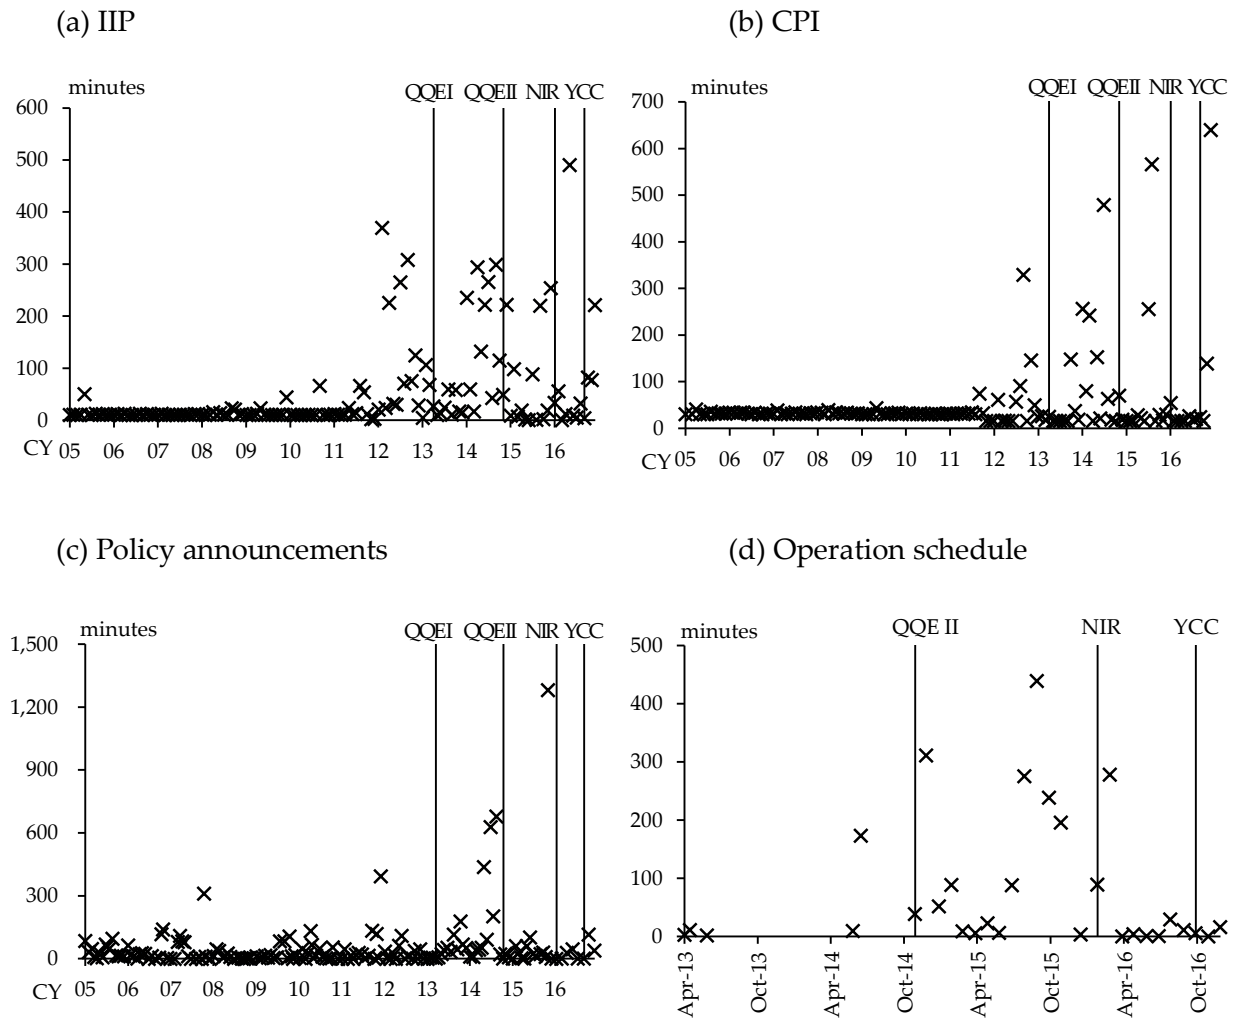 (a) IIP
minutes
QQEI QQEII NIR YCC
600
500
400
300
200
100
0
CY 05 06 07 08 09 10 11 12 13 14 15 16
(b) CPI
minutes
QQEI QQEII NIR YCC
700
600
500
400
300
200
100
0
CY 05 06 07 08 09 10 11 12 13 14 15 16
(c) Policy announcements
minutes
QQEI QQEII NIR YCC
1,500
1,200
900
600
300
0
CY 05 06 07 08 09 10 11 12 13 14 15 16
(d) Operation schedule
minutes
QQE II NIR YCC
500
400
300
200
100
0
Apr-13 Oct-13 Apr-14 Oct-14 Apr-15 Oct-15 Apr-16 Oct-16